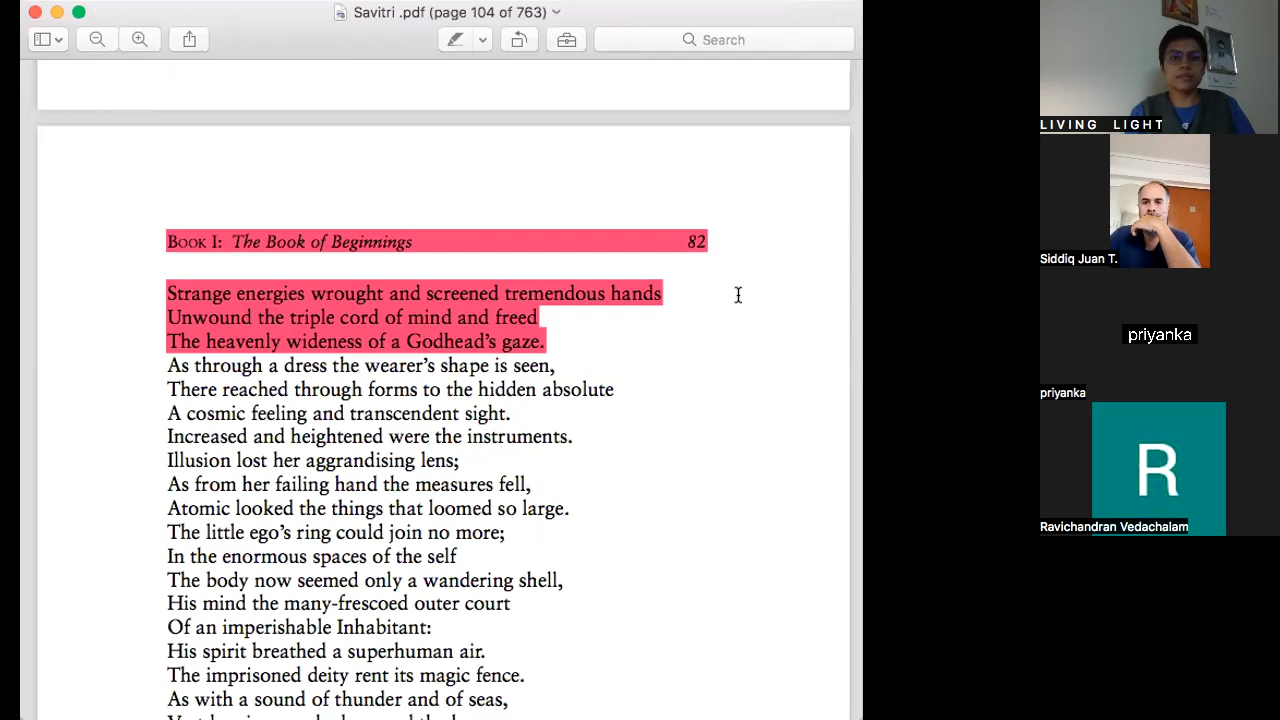 Savitri .pdf (page 104 of 763)
Search
BOOK I: The Book of Beginnings 82
Strange energies wrought and screened tremendous hands
Unwound the triple cord of mind and freed
The heavenly wideness of a Godhead's gaze.
As through a dress the wearer's shape is seen,
There reached through forms to the hidden absolute
A cosmic feeling and transcendent sight.
Increased and heightened were the instruments.
Illusion lost her aggrandising lens;
As from her failing hand the measures fell,
Atomic looked the things that loomed so large.
The little ego's ring could join no more;
In the enormous spaces of the self
The body now seemed only a wandering shell,
His mind the many-frescoed outer court
Of an imperishable Inhabitant:
His spirit breathed a superhuman air.
The imprisoned deity rent its magic fence.
As with a sound of thunder and of seas,
LIVING LIGHT
Siddiq Juan T.
priyanka
priyanka
R
Ravichandran Vedachalam